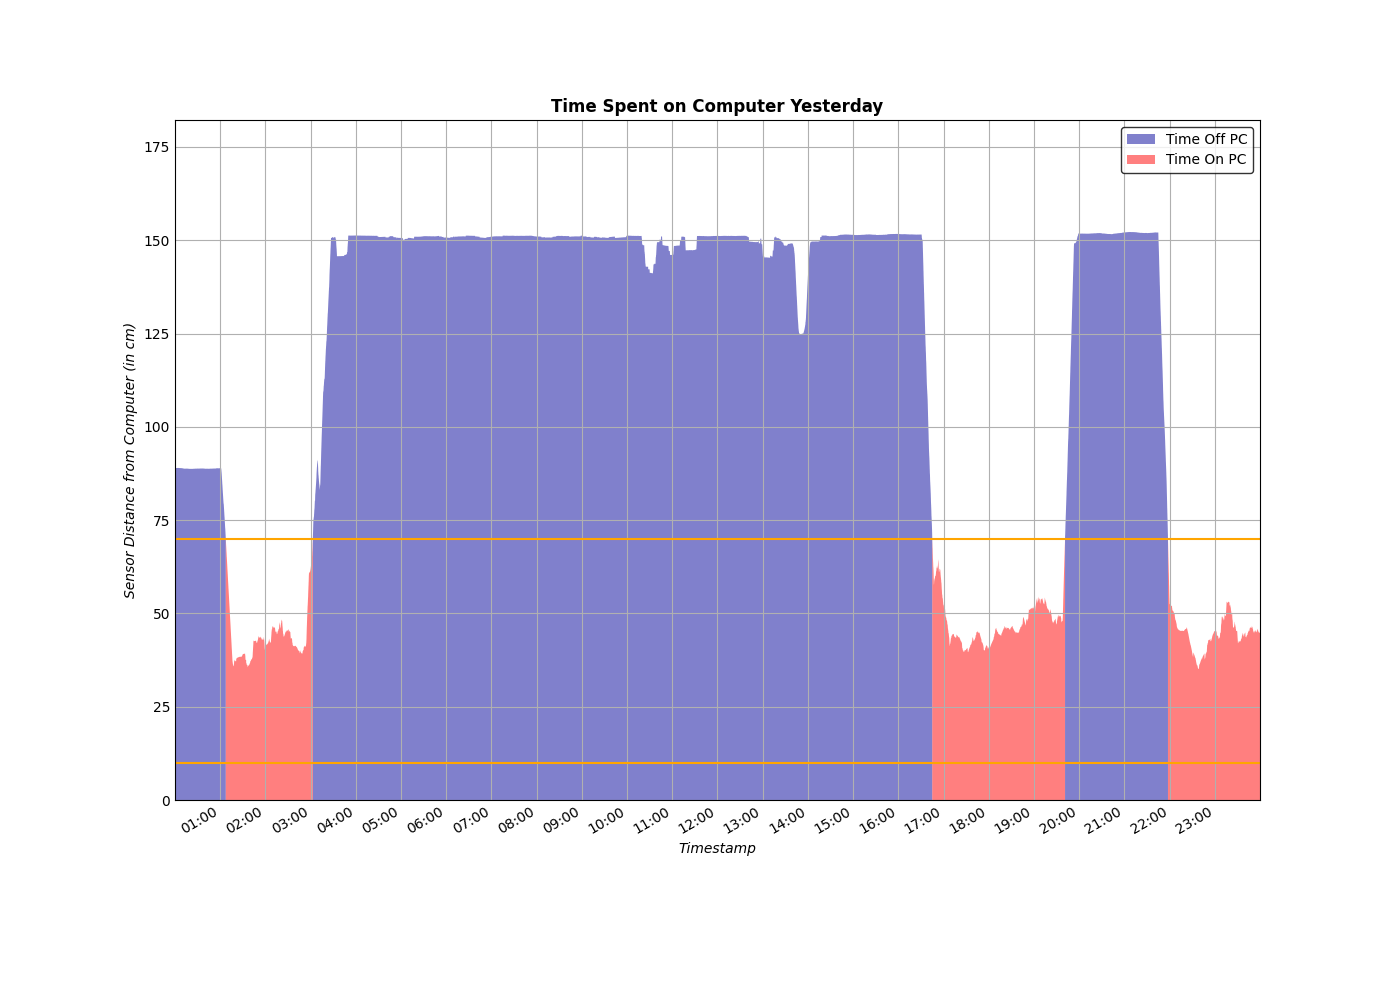 Time Spent on Computer Yesterday
Time Off PC
Time On PC
Sensor Distance from Computer (in cm)
175
150
125
100
75
50
25
0
01:00 02:00 03:00 04:00 05:00 06:00 07:00 08:00 09:00 10:00 11:00 12:00 13:00 14:00 15:00 16:00 17:00 18:00 19:00 20:00 21:00 22:00 23:00
Timestamp